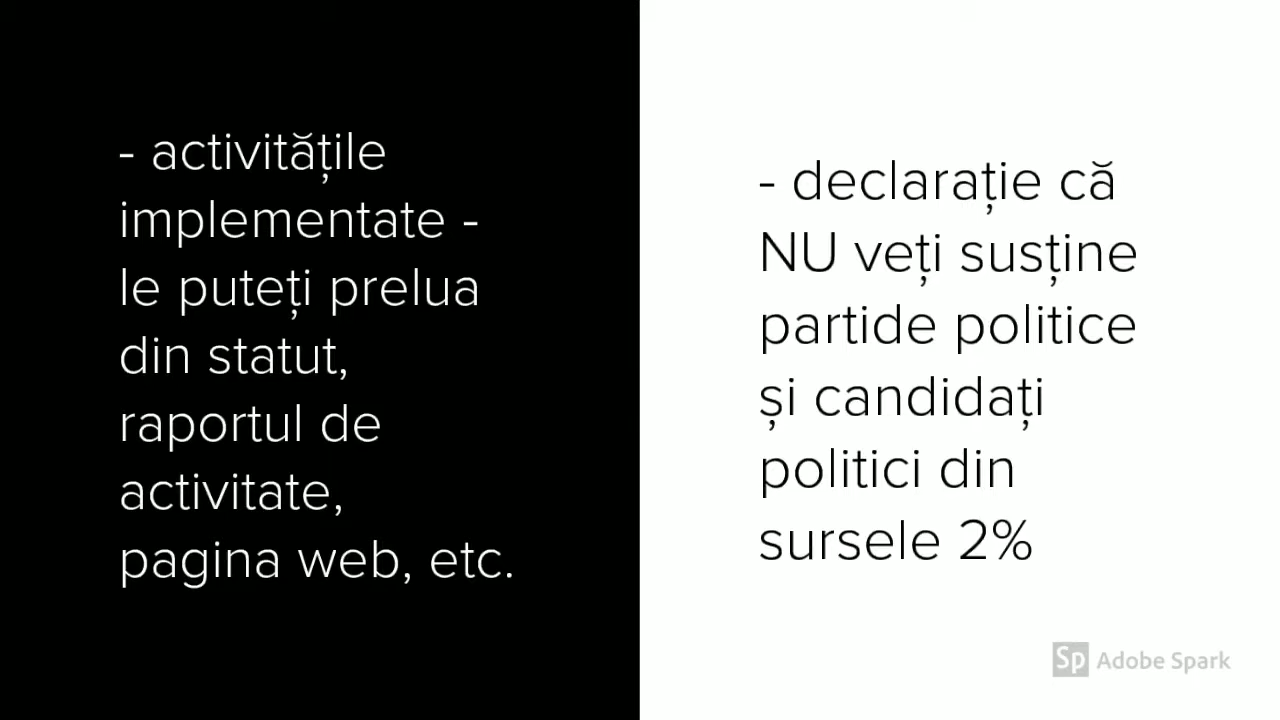 - activitățile
implementate -
le puteți prelua
din statut,
raportul de
activitate,
pagina web, etc.
- declarație că
NU veți susține
partide politice
și candidați
politici din
sursele 2%
Sp Adobe Spark